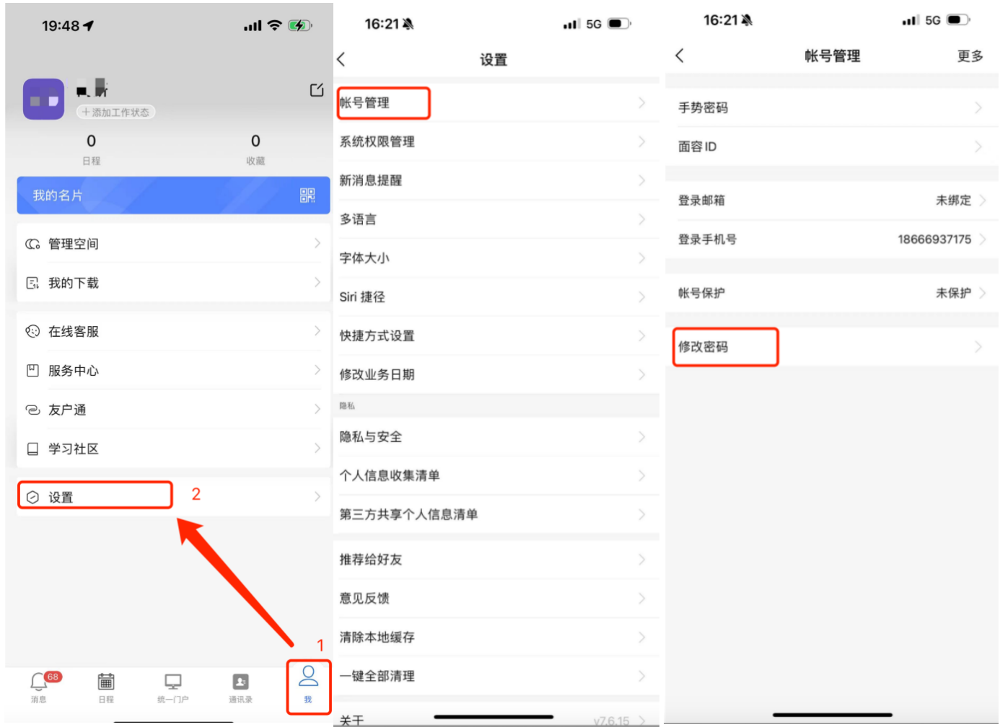 19:48
+添加工作状态
0
0
日程
收藏
我的名片
管理空间
我的下载
在线客服
服务中心
友户通
学习社区
设置
2
1
68
消息
日程
统一门户
通讯录
我
16:21
5G
设置
帐号管理
系统权限管理
新消息提醒
多语言
字体大小
Siri 捷径
快捷方式设置
修改业务日期
隐私
隐私与安全
个人信息收集清单
第三方共享个人信息清单
推荐给好友
意见反馈
清除本地缓存
一键全部清理
关于
v7.6.15
16:21
5G
帐号管理
更多
手势密码
面容 ID
登录邮箱
未绑定
登录手机号
18666937175
帐号保护
未保护
修改密码